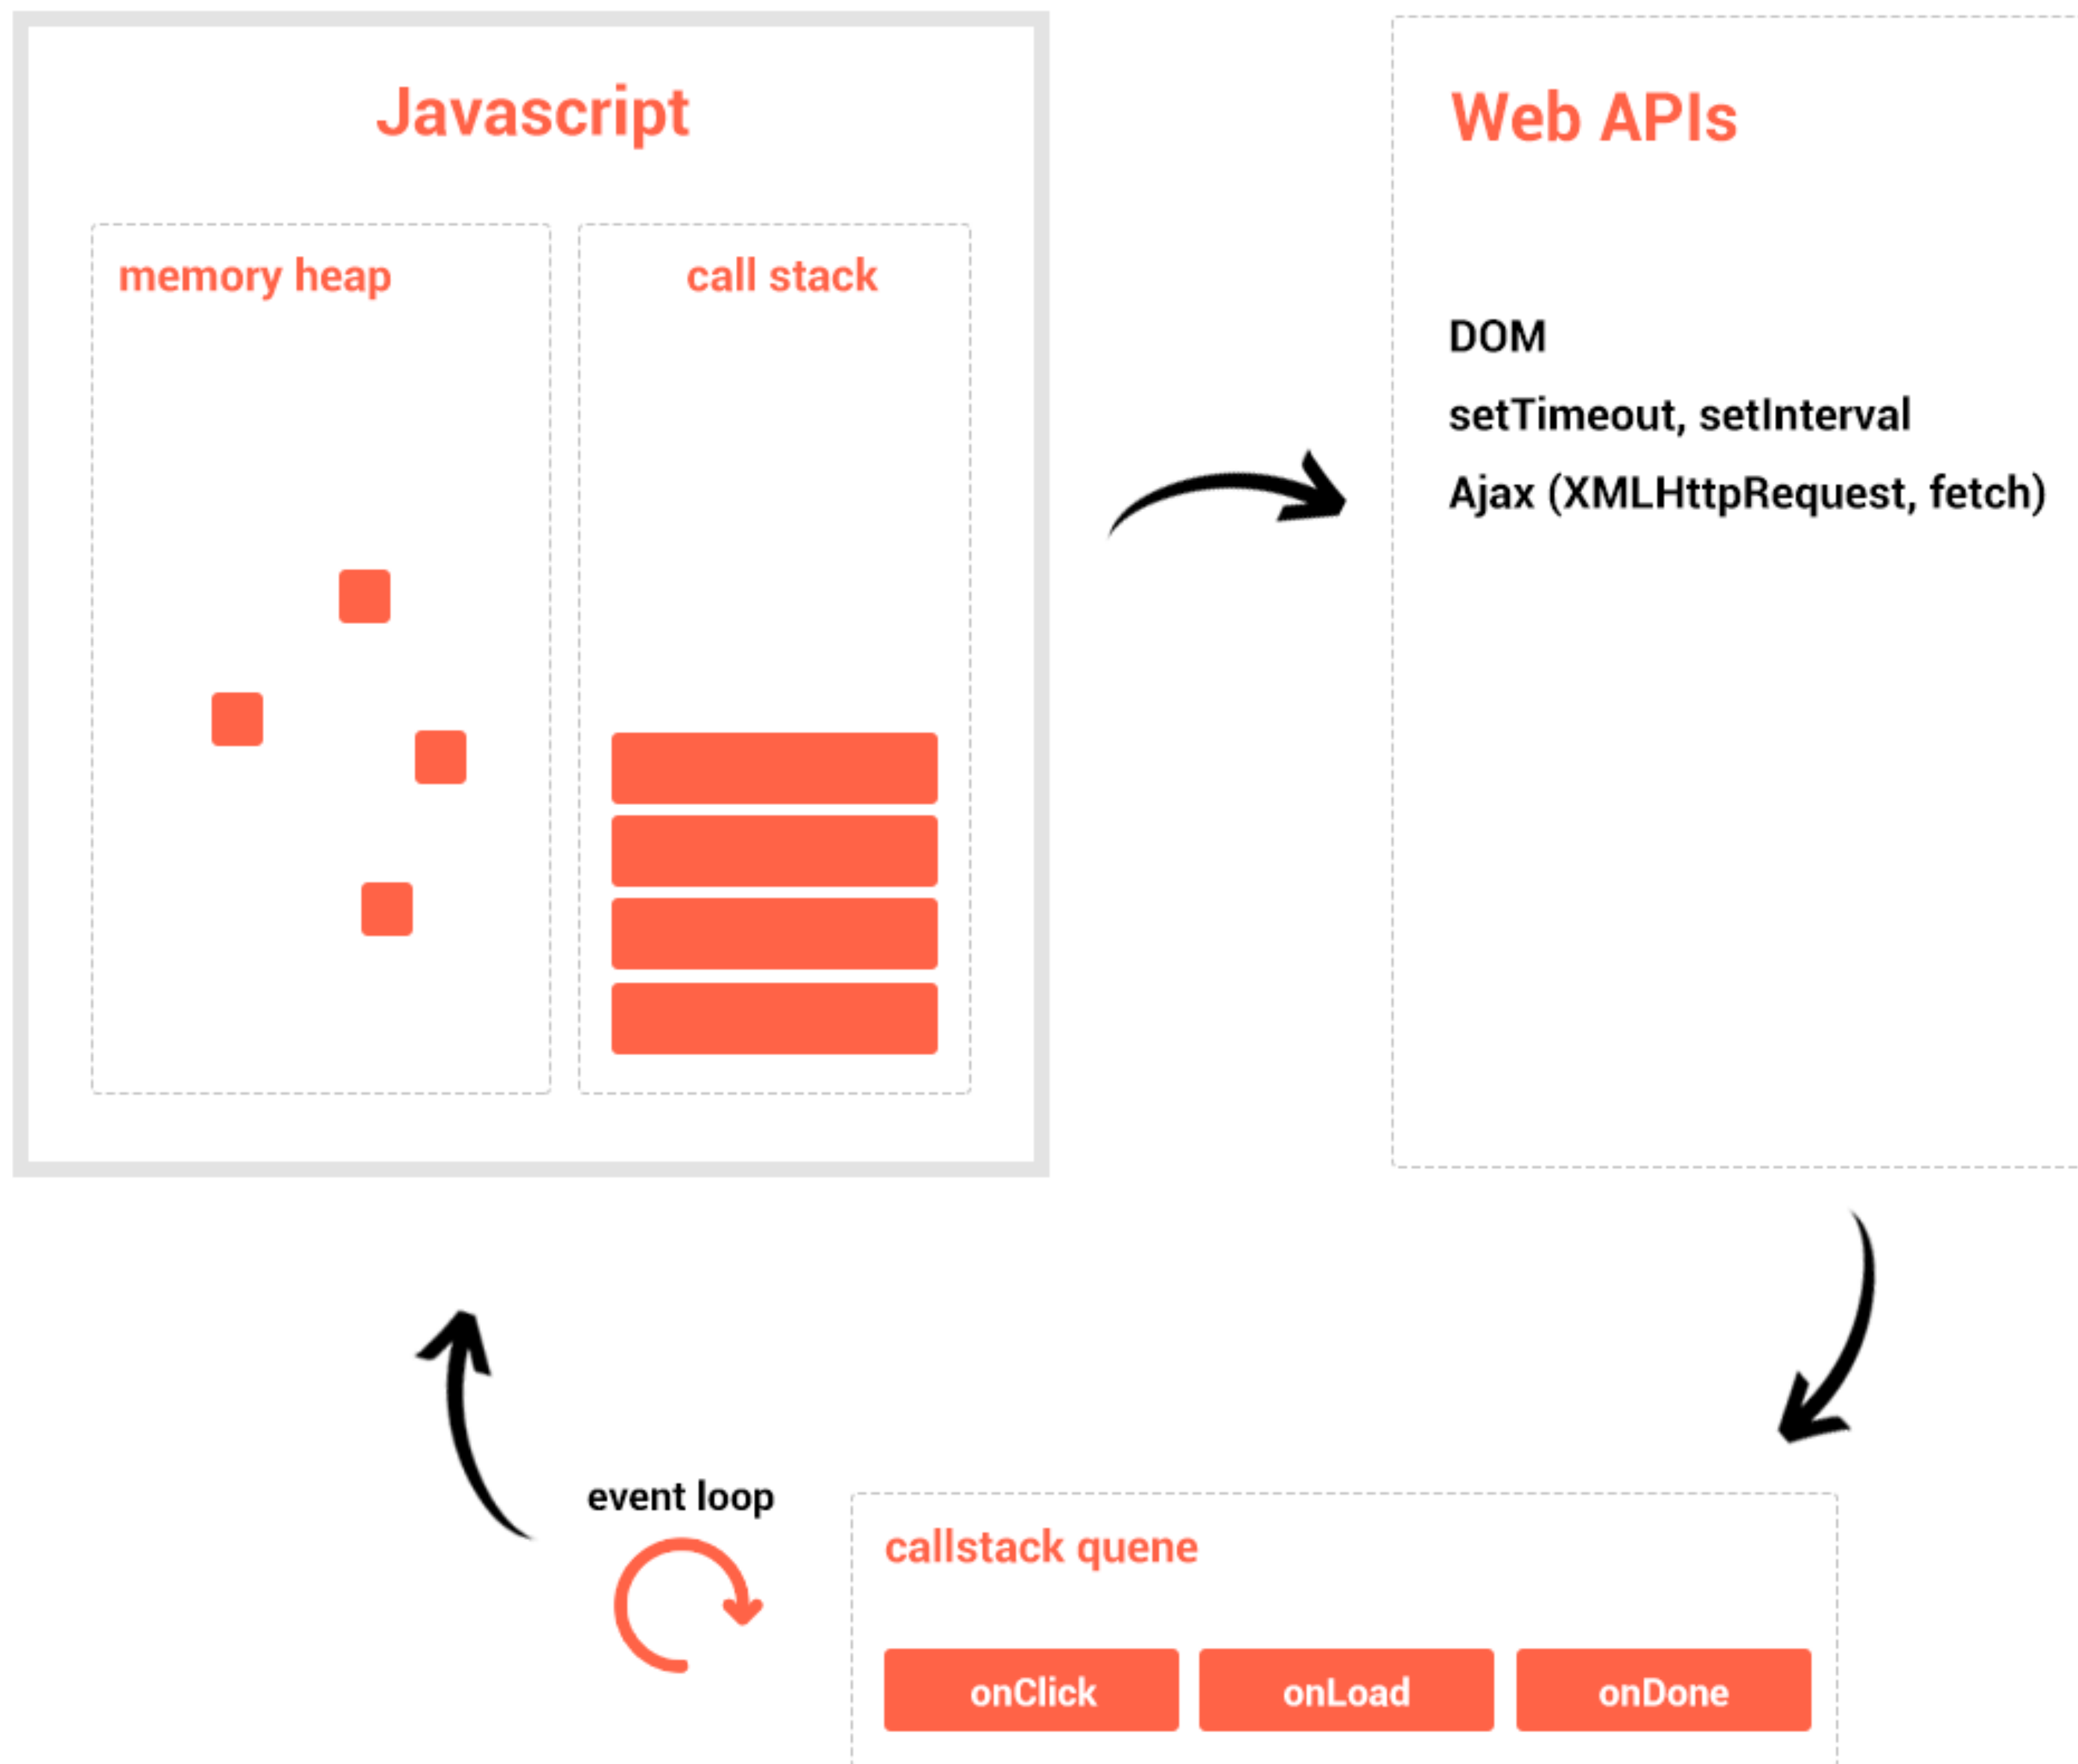 Javascript
memory heap
call stack
Web APIs
DOM
setTimeout, setInterval
Ajax (XMLHttpRequest, fetch)
event loop
callstack quene
onClick
onLoad
onDone